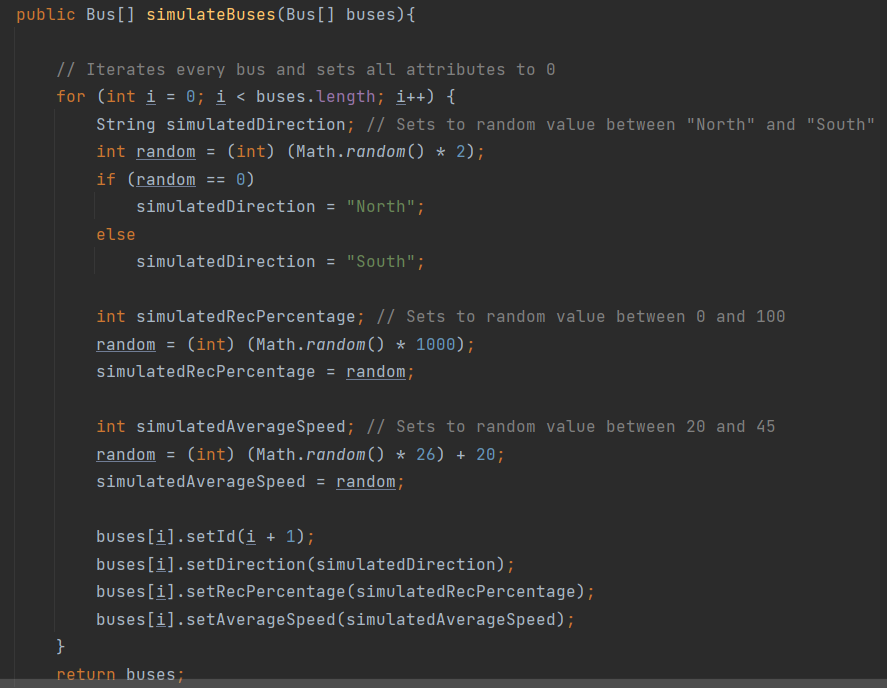 public Bus[] simulateBuses(Bus[] buses){
// Iterates every bus and sets all attributes to 0
for (int i = 0; i < buses.length; i++) {
String simulatedDirection; // Sets to random value between "North" and "South"
int random = (int) (Math.random() * 2);
if (random == 0)
simulatedDirection = "North";
else
simulatedDirection = "South";
int simulatedRecPercentage; // Sets to random value between 0 and 100
random = (int) (Math.random() * 1000);
simulatedRecPercentage = random;
int simulatedAverageSpeed; // Sets to random value between 20 and 45
random = (int) (Math.random() * 26) + 20;
simulatedAverageSpeed = random;
buses[i].setId(i + 1);
buses[i].setDirection(simulatedDirection);
buses[i].setRecPercentage(simulatedRecPercentage);
buses[i].setAverageSpeed(simulatedAverageSpeed);
}
return buses;